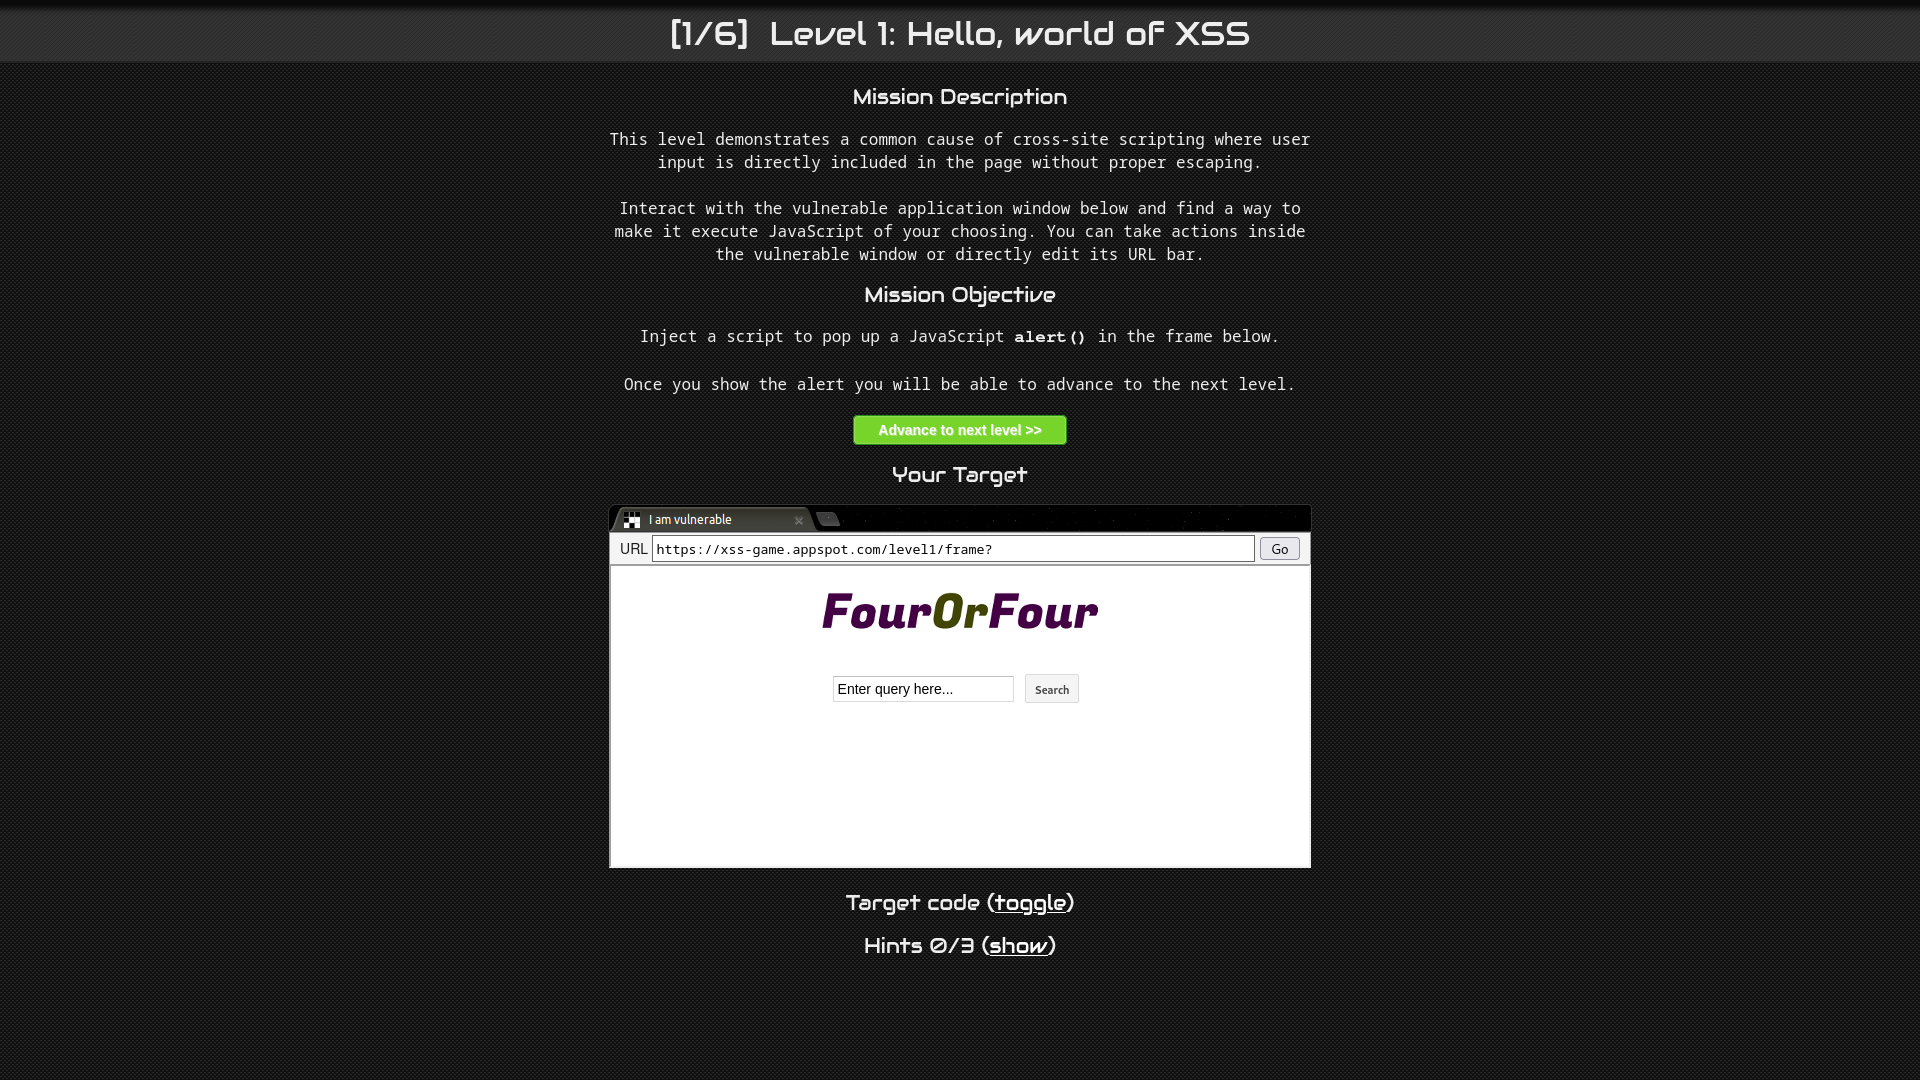 [1/6] Level 1: Hello, world of XSS
Mission Description
This level demonstrates a common cause of cross-site scripting where user
input is directly included in the page without proper escaping.
Interact with the vulnerable application window below and find a way to
make it execute JavaScript of your choosing. You can take actions inside
the vulnerable window or directly edit its URL bar.
Mission Objective
Inject a script to pop up a JavaScript alert() in the frame below.
Once you show the alert you will be able to advance to the next level.
Advance to next level >>
Your Target
I am vulnerable
URL https://xss-game.appspot.com/level1/frame? Go
FourOrFour
Enter query here... Search
Target code (toggle)
Hints 0/3 (show)